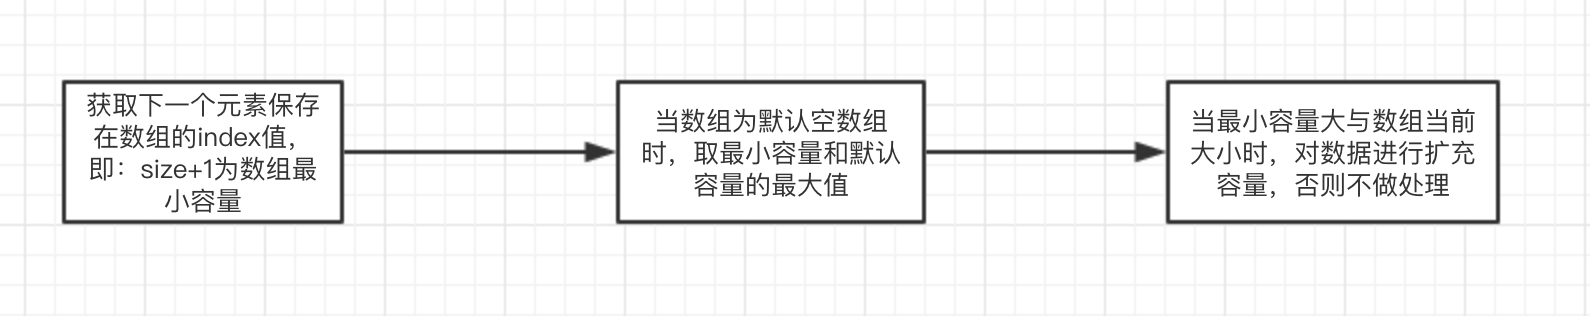 获取下一个元素保存
在数组的index值，
即：size+1为数组最
小容量
当数组为默认空数组
时，取最小容量和默认
容量的最大值
当最小容量大与数组当前
大小时，对数据进行扩充
容量，否则不做处理